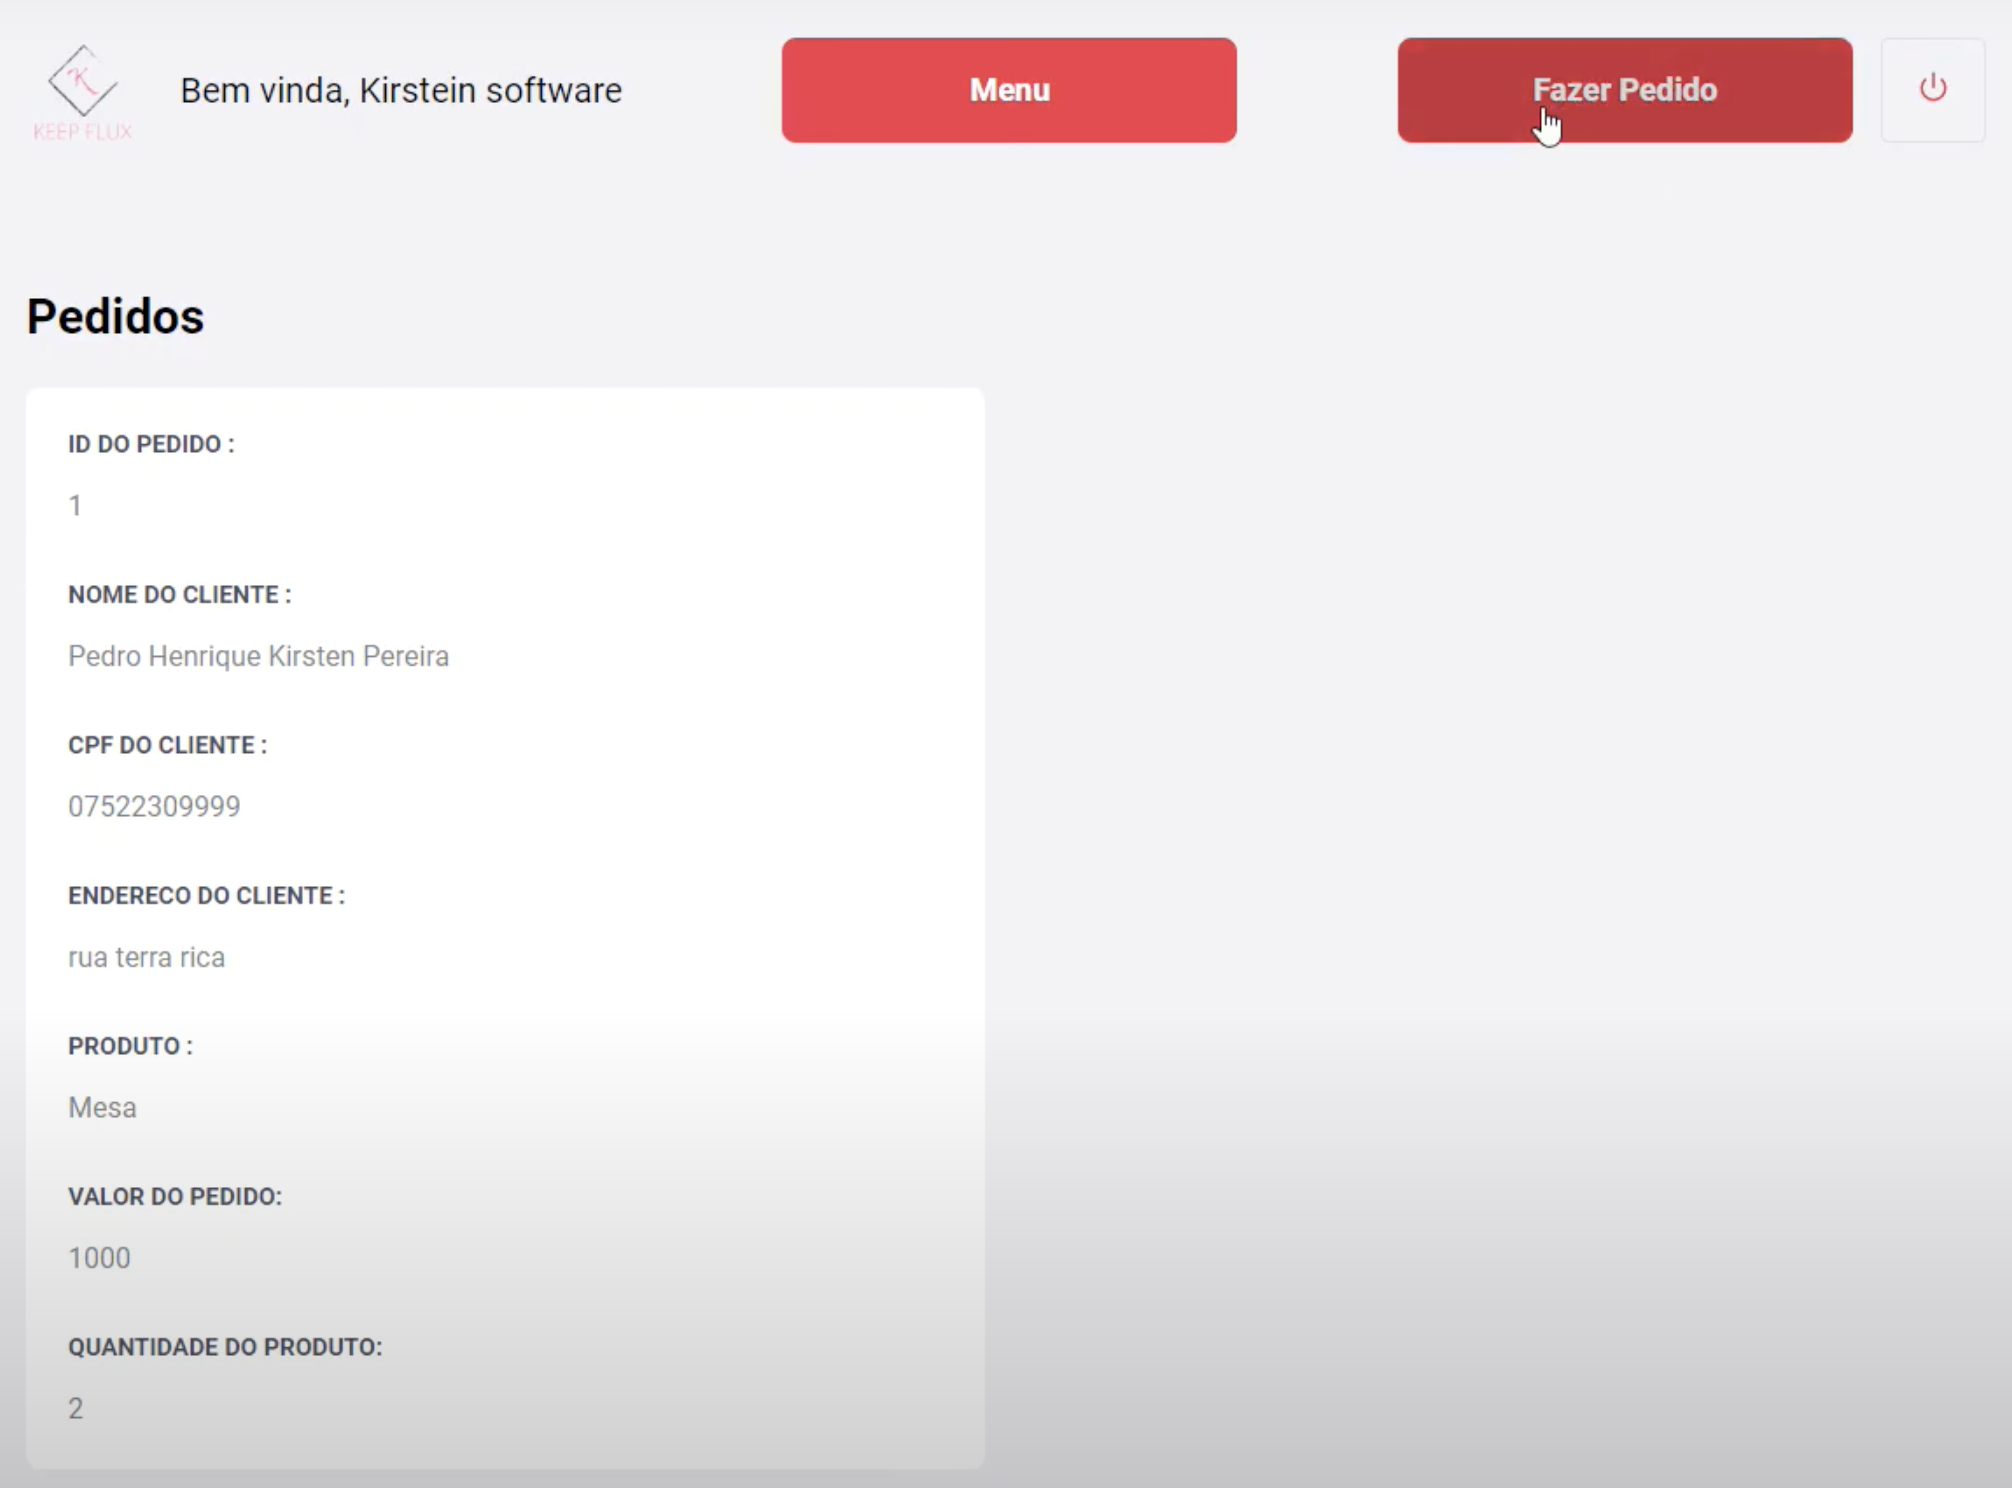 K
KEEP FLUX
Bem vinda, Kirstein software
Menu
Fazer Pedido
Pedidos
ID DO PEDIDO :
1
NOME DO CLIENTE :
Pedro Henrique Kirsten Pereira
CPF DO CLIENTE :
07522309999
ENDERECO DO CLIENTE :
rua terra rica
PRODUTO :
Mesa
VALOR DO PEDIDO:
1000
QUANTIDADE DO PRODUTO:
2